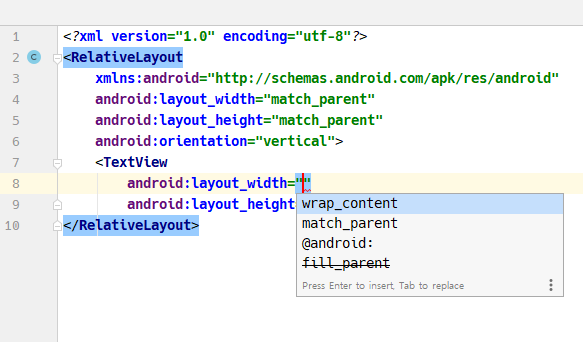 1 <?xml version="1.0" encoding="utf-8"?>
2 C <RelativeLayout
3 xmlns:android="http://schemas.android.com/apk/res/android"
4 android:layout_width="match_parent"
5 android:layout_height="match_parent"
6 android:orientation="vertical">
7 <TextView
8 android:layout_width=""
9 android:layout_height
10 </RelativeLayout>
wrap_content
match_parent
@android:
fill_parent
Press Enter to insert, Tab to replace